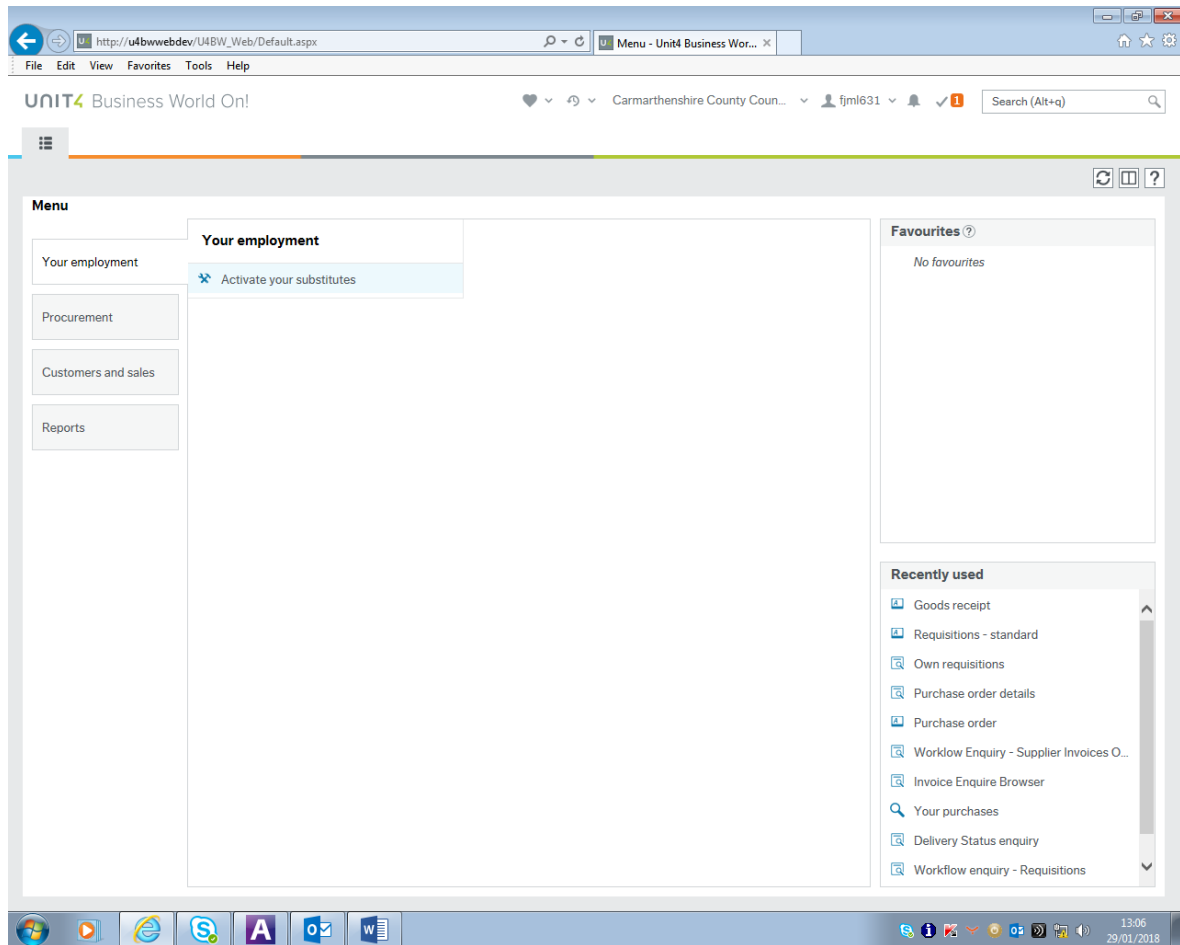 http://u4bwwebdev/U4BW_Web/Default.aspx
Menu - Unit4 Business Wor...
File Edit View Favorites Tools Help
UNIT4 Business World On!
Carmarthenshire County Coun...
fjml631
1
Search (Alt+q)
Menu
Your employment
Procurement
Customers and sales
Reports
Your employment
Activate your substitutes
Favourites ?
No favourites
Recently used
Goods receipt
Requisitions - standard
Own requisitions
Purchase order details
Purchase order
Worklow Enquiry - Supplier Invoices O...
Invoice Enquire Browser
Your purchases
Delivery Status enquiry
Workflow enquiry - Requisitions
13:06
29/01/2018